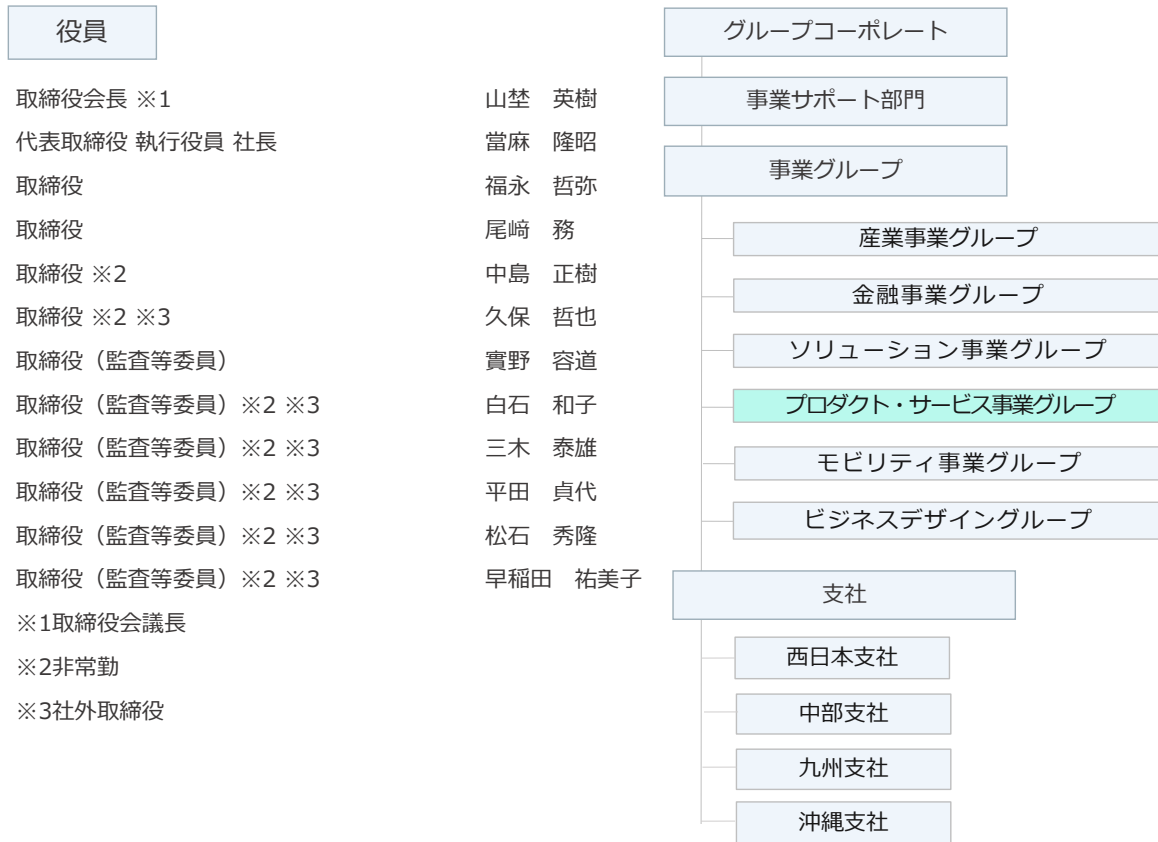 役員
取締役会長 ※1 山埜　英樹
代表取締役 執行役員 社長 當麻　隆昭
取締役 福永　哲弥
取締役 尾﨑　務
取締役 ※2 中島　正樹
取締役 ※2 ※3 久保　哲也
取締役（監査等委員） 實野　容道
取締役（監査等委員）※2 ※3 白石　和子
取締役（監査等委員）※2 ※3 三木　泰雄
取締役（監査等委員）※2 ※3 平田　貞代
取締役（監査等委員）※2 ※3 松石　秀隆
取締役（監査等委員）※2 ※3 早稲田　祐美子
※1取締役会議長
※2非常勤
※3社外取締役
グループコーポレート
事業サポート部門
事業グループ
産業事業グループ
金融事業グループ
ソリューション事業グループ
プロダクト・サービス事業グループ
モビリティ事業グループ
ビジネスデザイングループ
支社
西日本支社
中部支社
九州支社
沖縄支社